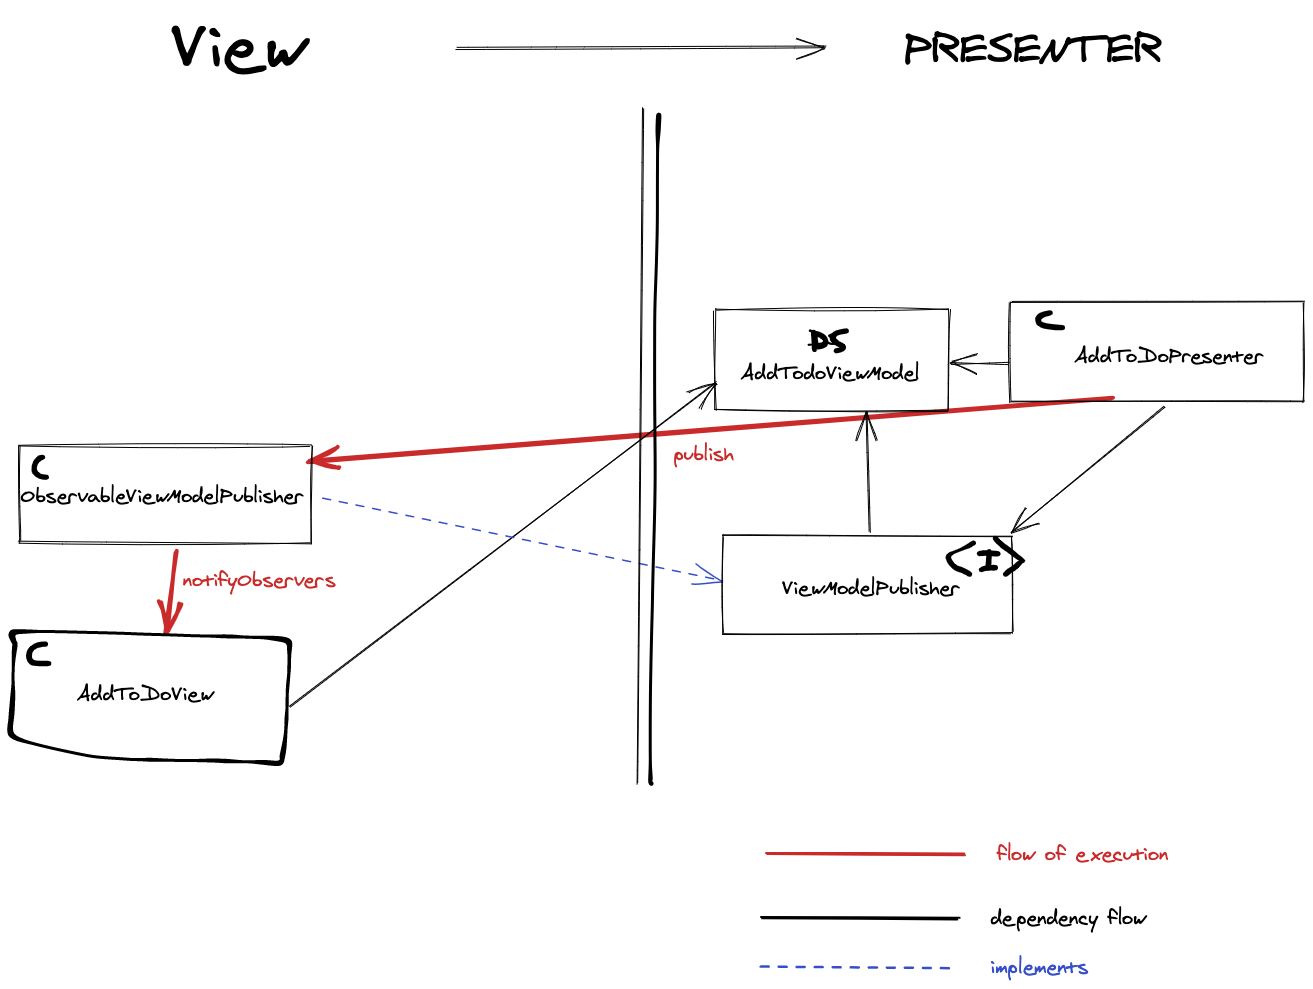 View
PRESENTER
DS
AddTodoViewModel
C
AddToDoPresenter
publish
C
ObservableViewModelPublisher
<I>
ViewModelPublisher
notifyObservers
C
AddToDoView
flow of execution
dependency flow
implements